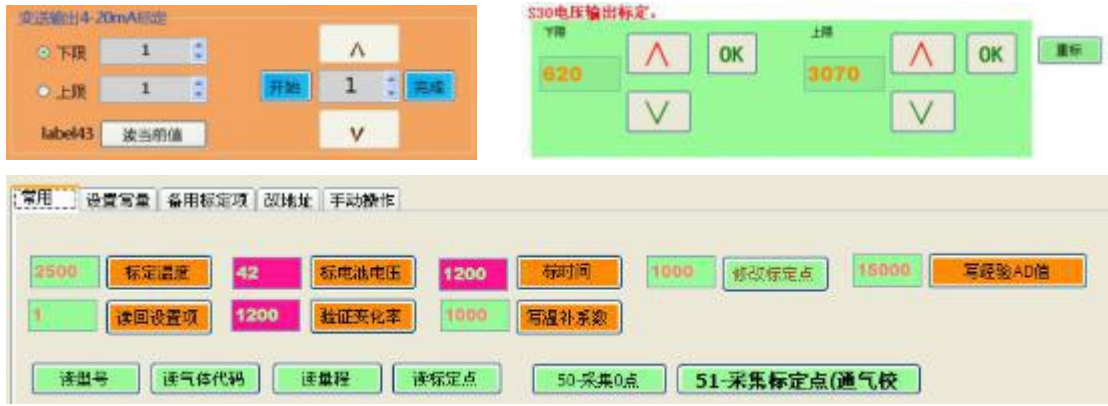 变送输出4-20mA标定
下限 1 ∧
开始 1 完成
上限 1
label43 读当前值 ∨
S30电压输出标定。
下限 620 ∧ OK ∨
上限 3070 ∧ OK ∨ 重标
常用 设置常量 备用标定项 改地址 手动操作
2500 标定温度 42 标电池电压 1200 标时间 1000 修改标定点 15000 写经验AD值
1 读回设置项 1200 验证变化率 1000 写温补系数
读型号 读气体代码 读量程 读标定点 50-采集0点 51-采集标定点(通气校